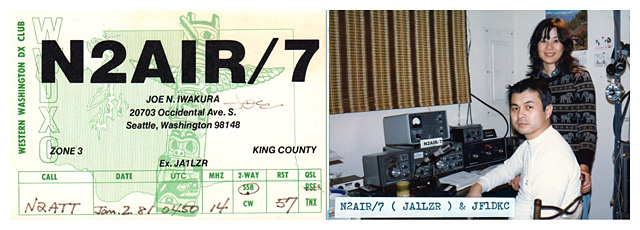 WESTERN WASHINGTON DX CLUB
WWDXC
N2AIR/7
JOE N. IWAKURA
Joe
20703 Occidental Ave. S.
Seattle, Washington 98148
ZONE 3
KING COUNTY
Ex. JA1LZR
CALL DATE UTC MHZ 2-WAY RST QSL
SSB PSE
N2ATT Jan. 2 81 0450 14 CW 57 TNX
N2AIR/7
N2AIR/7 ( JA1LZR ) & JF1DKC